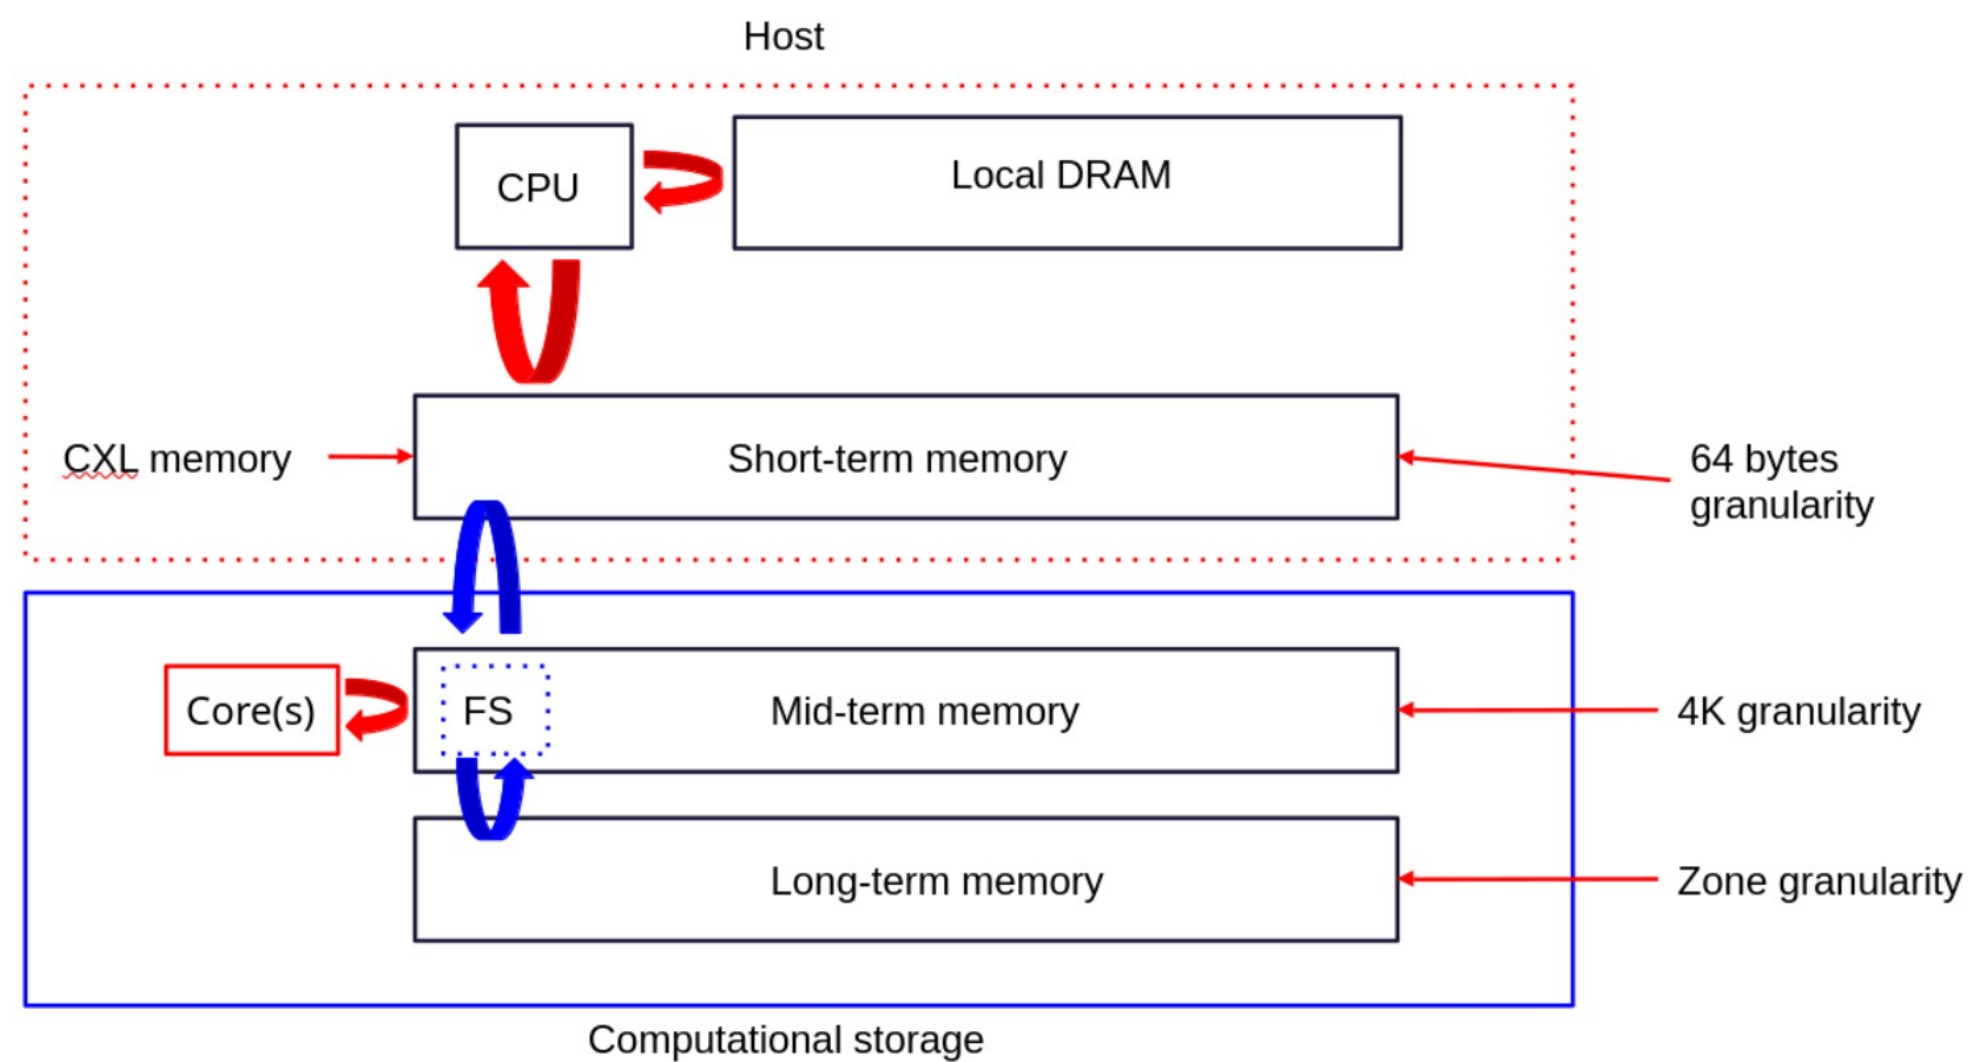 Host
CPU
Local DRAM
CXL memory
Short-term memory
64 bytes
granularity
Core(s)
FS
Mid-term memory
4K granularity
Long-term memory
Zone granularity
Computational storage